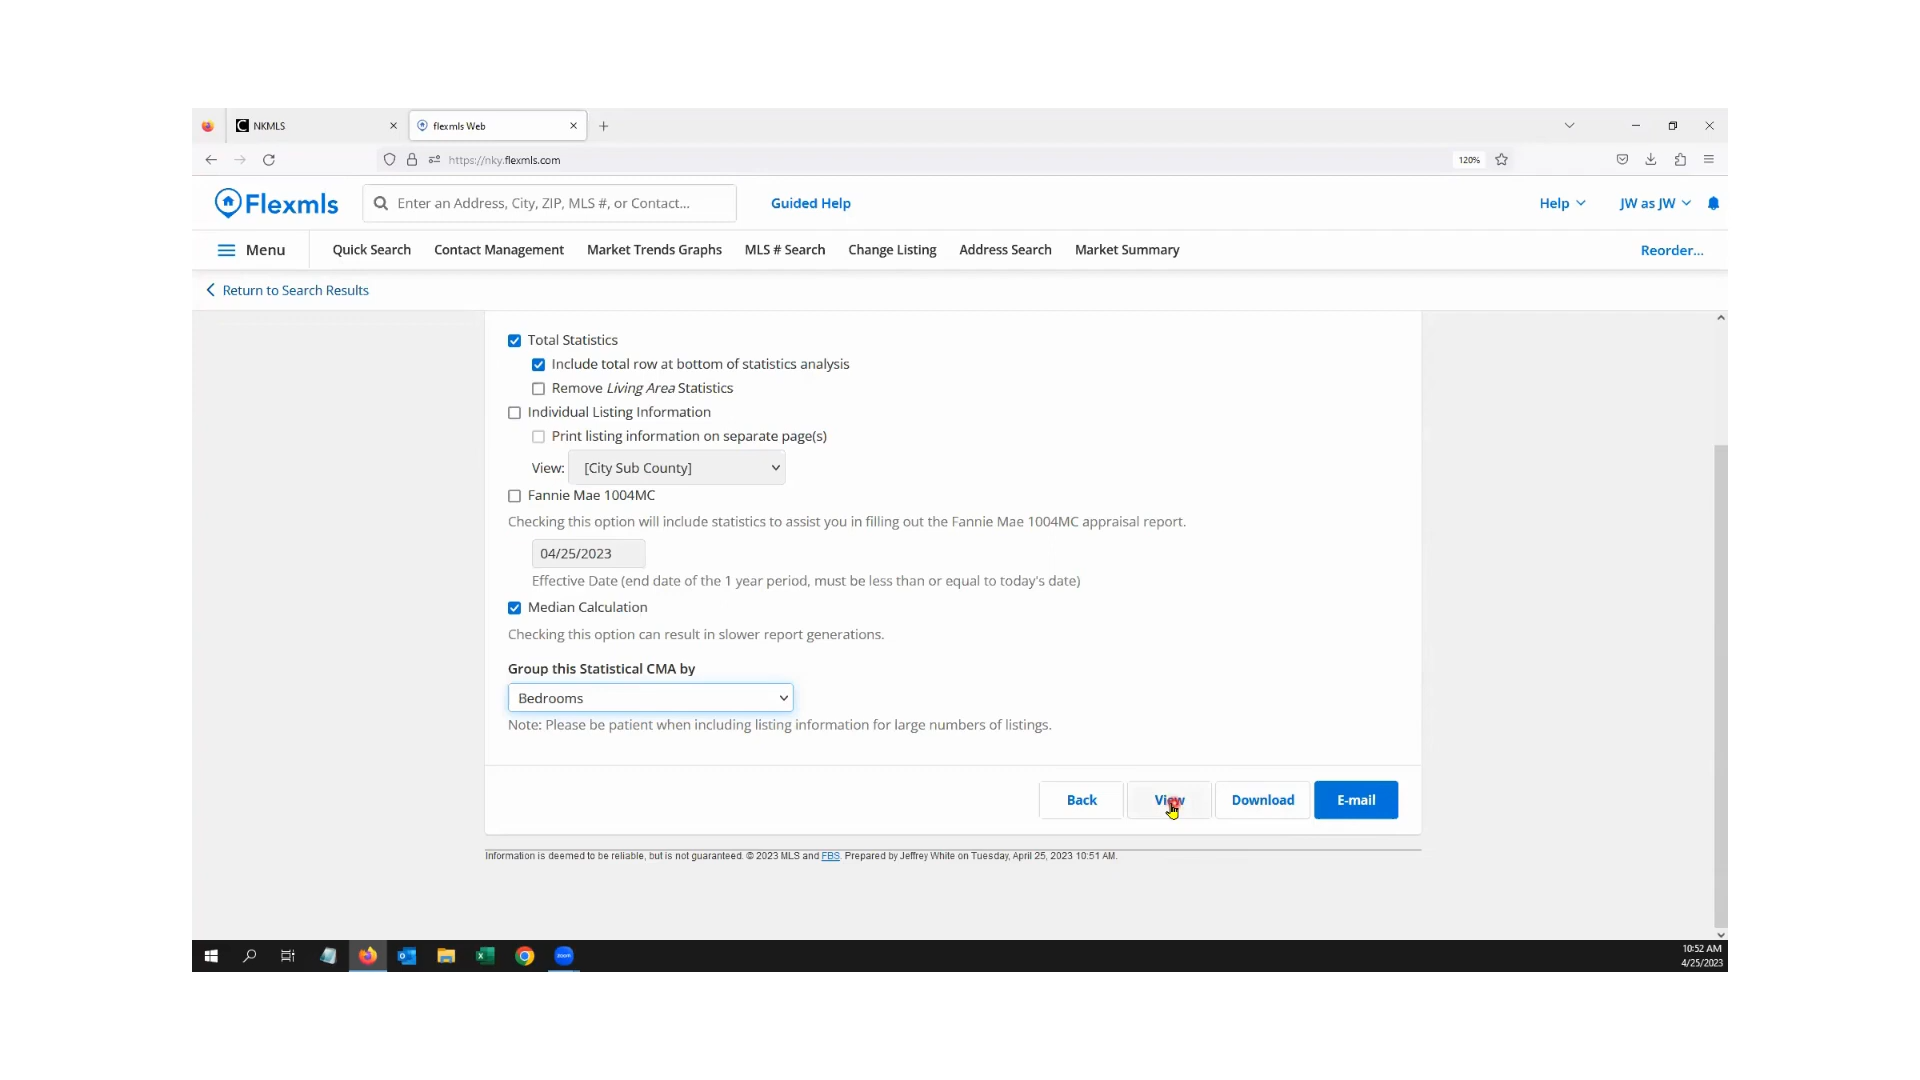 NKMLS
flexmls Web
https://nky.flexmls.com
120%
Flexmls
Enter an Address, City, ZIP, MLS #, or Contact...
Guided Help
Help
JW as JW
Menu
Quick Search
Contact Management
Market Trends Graphs
MLS # Search
Change Listing
Address Search
Market Summary
Reorder...
Return to Search Results
Total Statistics
Include total row at bottom of statistics analysis
Remove Living Area Statistics
Individual Listing Information
Print listing information on separate page(s)
View: [City Sub County]
Fannie Mae 1004MC
Checking this option will include statistics to assist you in filling out the Fannie Mae 1004MC appraisal report.
04/25/2023
Effective Date (end date of the 1 year period, must be less than or equal to today's date)
Median Calculation
Checking this option can result in slower report generations.
Group this Statistical CMA by
Bedrooms
Note: Please be patient when including listing information for large numbers of listings.
Back
View
Download
E-mail
Information is deemed to be reliable, but is not guaranteed. © 2023 MLS and FBS. Prepared by Jeffrey White on Tuesday, April 25, 2023 10:51 AM.
zoom
10:52 AM
4/25/2023